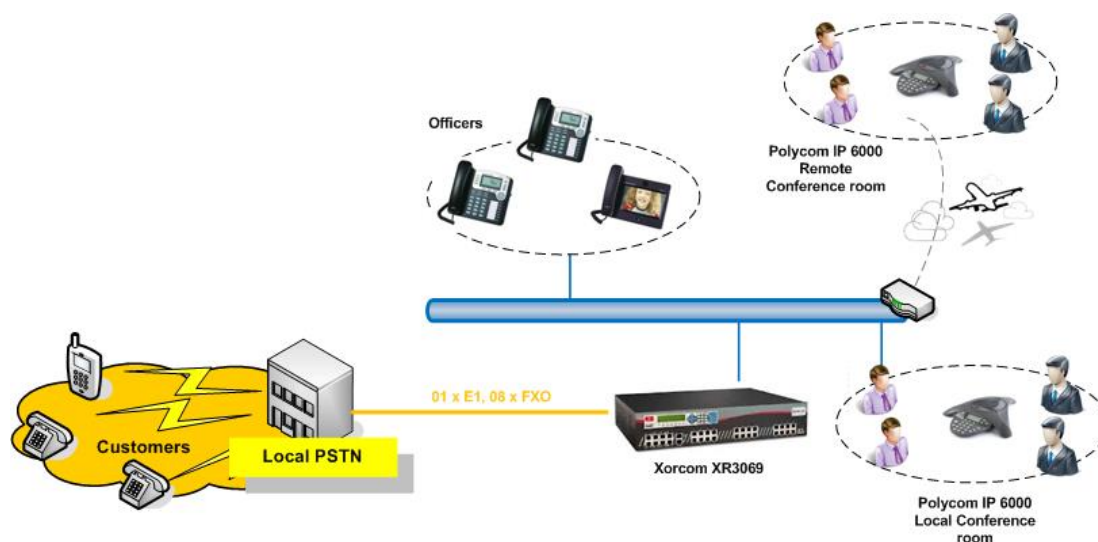 Officers
Polycom IP 6000
Remote
Conference room
01 x E1, 08 x FXO
Customers
Local PSTN
Xorcom XR3069
Polycom IP 6000
Local Conference
room